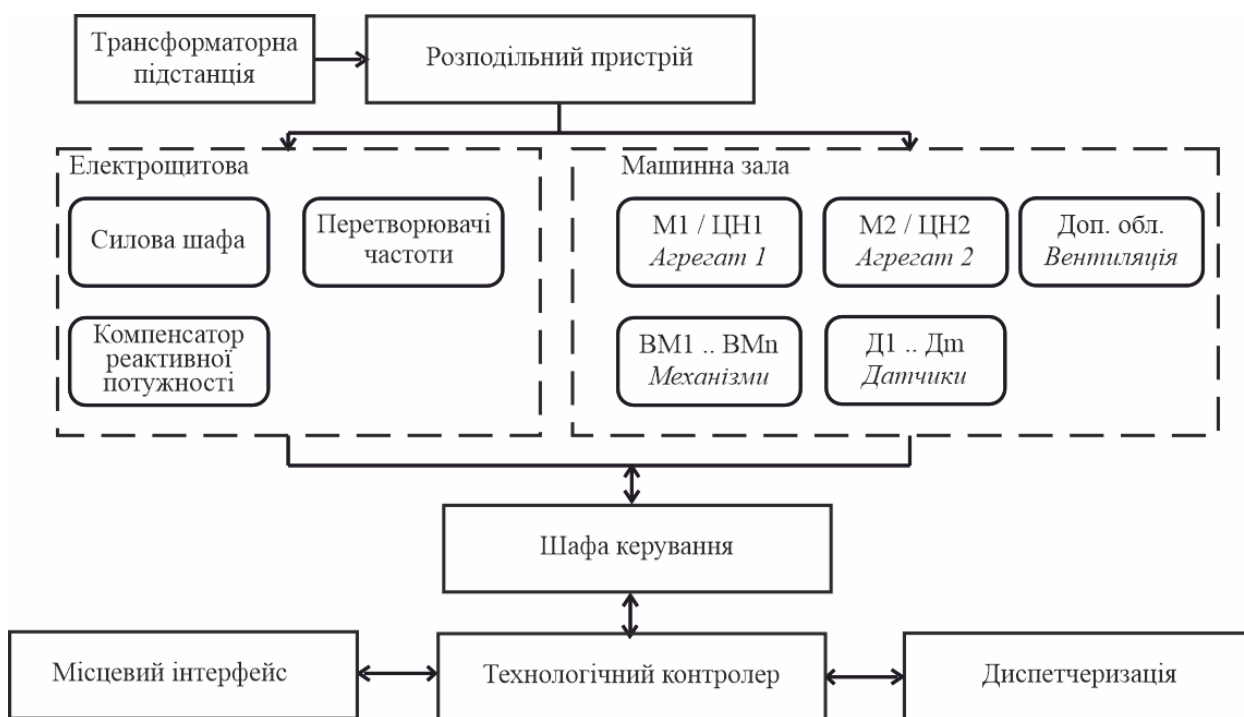 Трансформаторна
підстанція
Розподільний пристрій
Електрощитова
Силова шафа
Перетворювачі
частоти
Компенсатор
реактивної
потужності
Машинна зала
М1 / ЦН1
Агрегат 1
М2 / ЦН2
Агрегат 2
Доп. обл.
Вентиляція
ВМ1 .. ВМn
Механізми
Д1 .. Дm
Датчики
Шафа керування
Місцевий інтерфейс
Технологічний контролер
Диспетчеризація